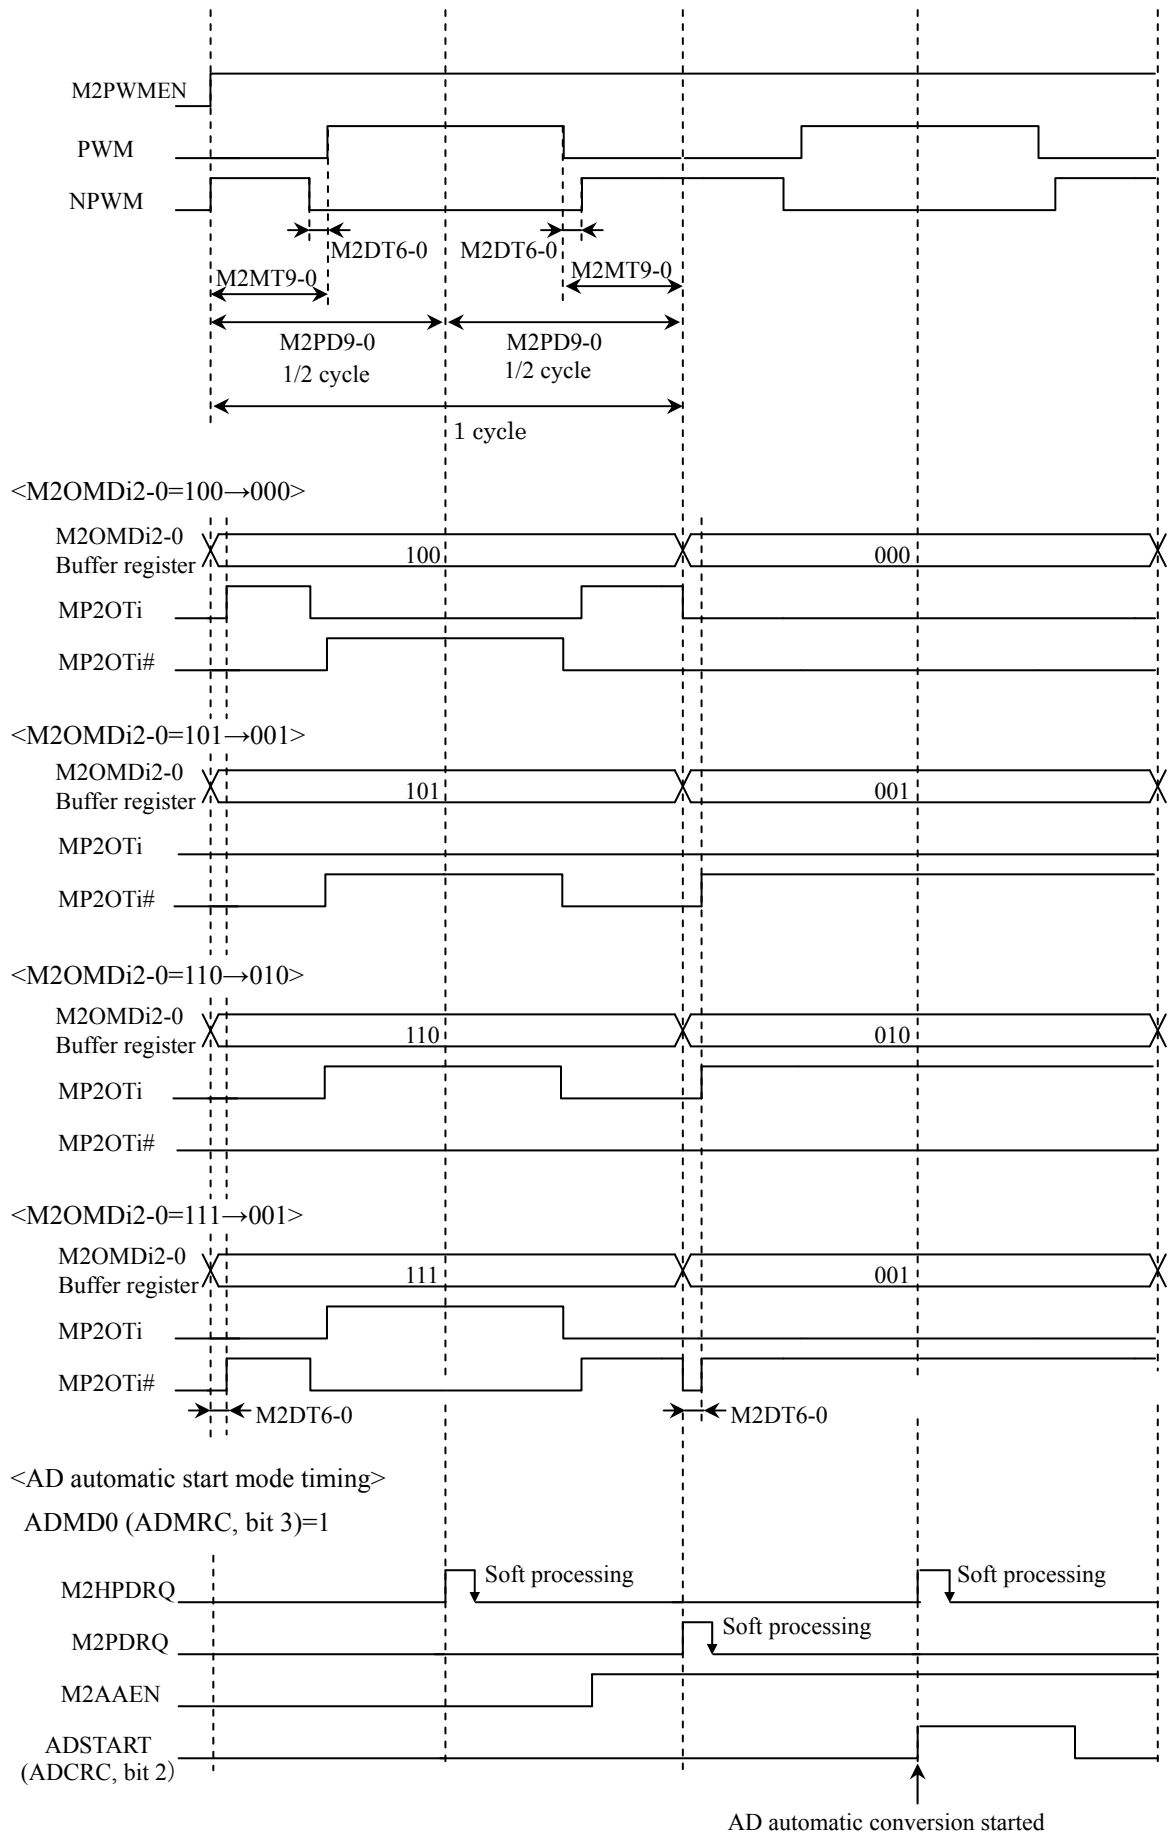 M2PWMEN
PWM
NPWM
M2DT6-0
M2DT6-0
M2MT9-0
M2MT9-0
M2PD9-0
1/2 cycle
M2PD9-0
1/2 cycle
1 cycle
<M2OMDi2-0=100→000>
M2OMDi2-0
Buffer register
100
000
MP2OTi
MP2OTi#
<M2OMDi2-0=101→001>
M2OMDi2-0
Buffer register
101
001
MP2OTi
MP2OTi#
<M2OMDi2-0=110→010>
M2OMDi2-0
Buffer register
110
010
MP2OTi
MP2OTi#
<M2OMDi2-0=111→001>
M2OMDi2-0
Buffer register
111
001
MP2OTi
MP2OTi#
M2DT6-0
M2DT6-0
<AD automatic start mode timing>
ADMD0 (ADMRC, bit 3)=1
M2HPDRQ
Soft processing
Soft processing
M2PDRQ
Soft processing
M2AAEN
ADSTART
(ADCRC, bit 2)
AD automatic conversion started